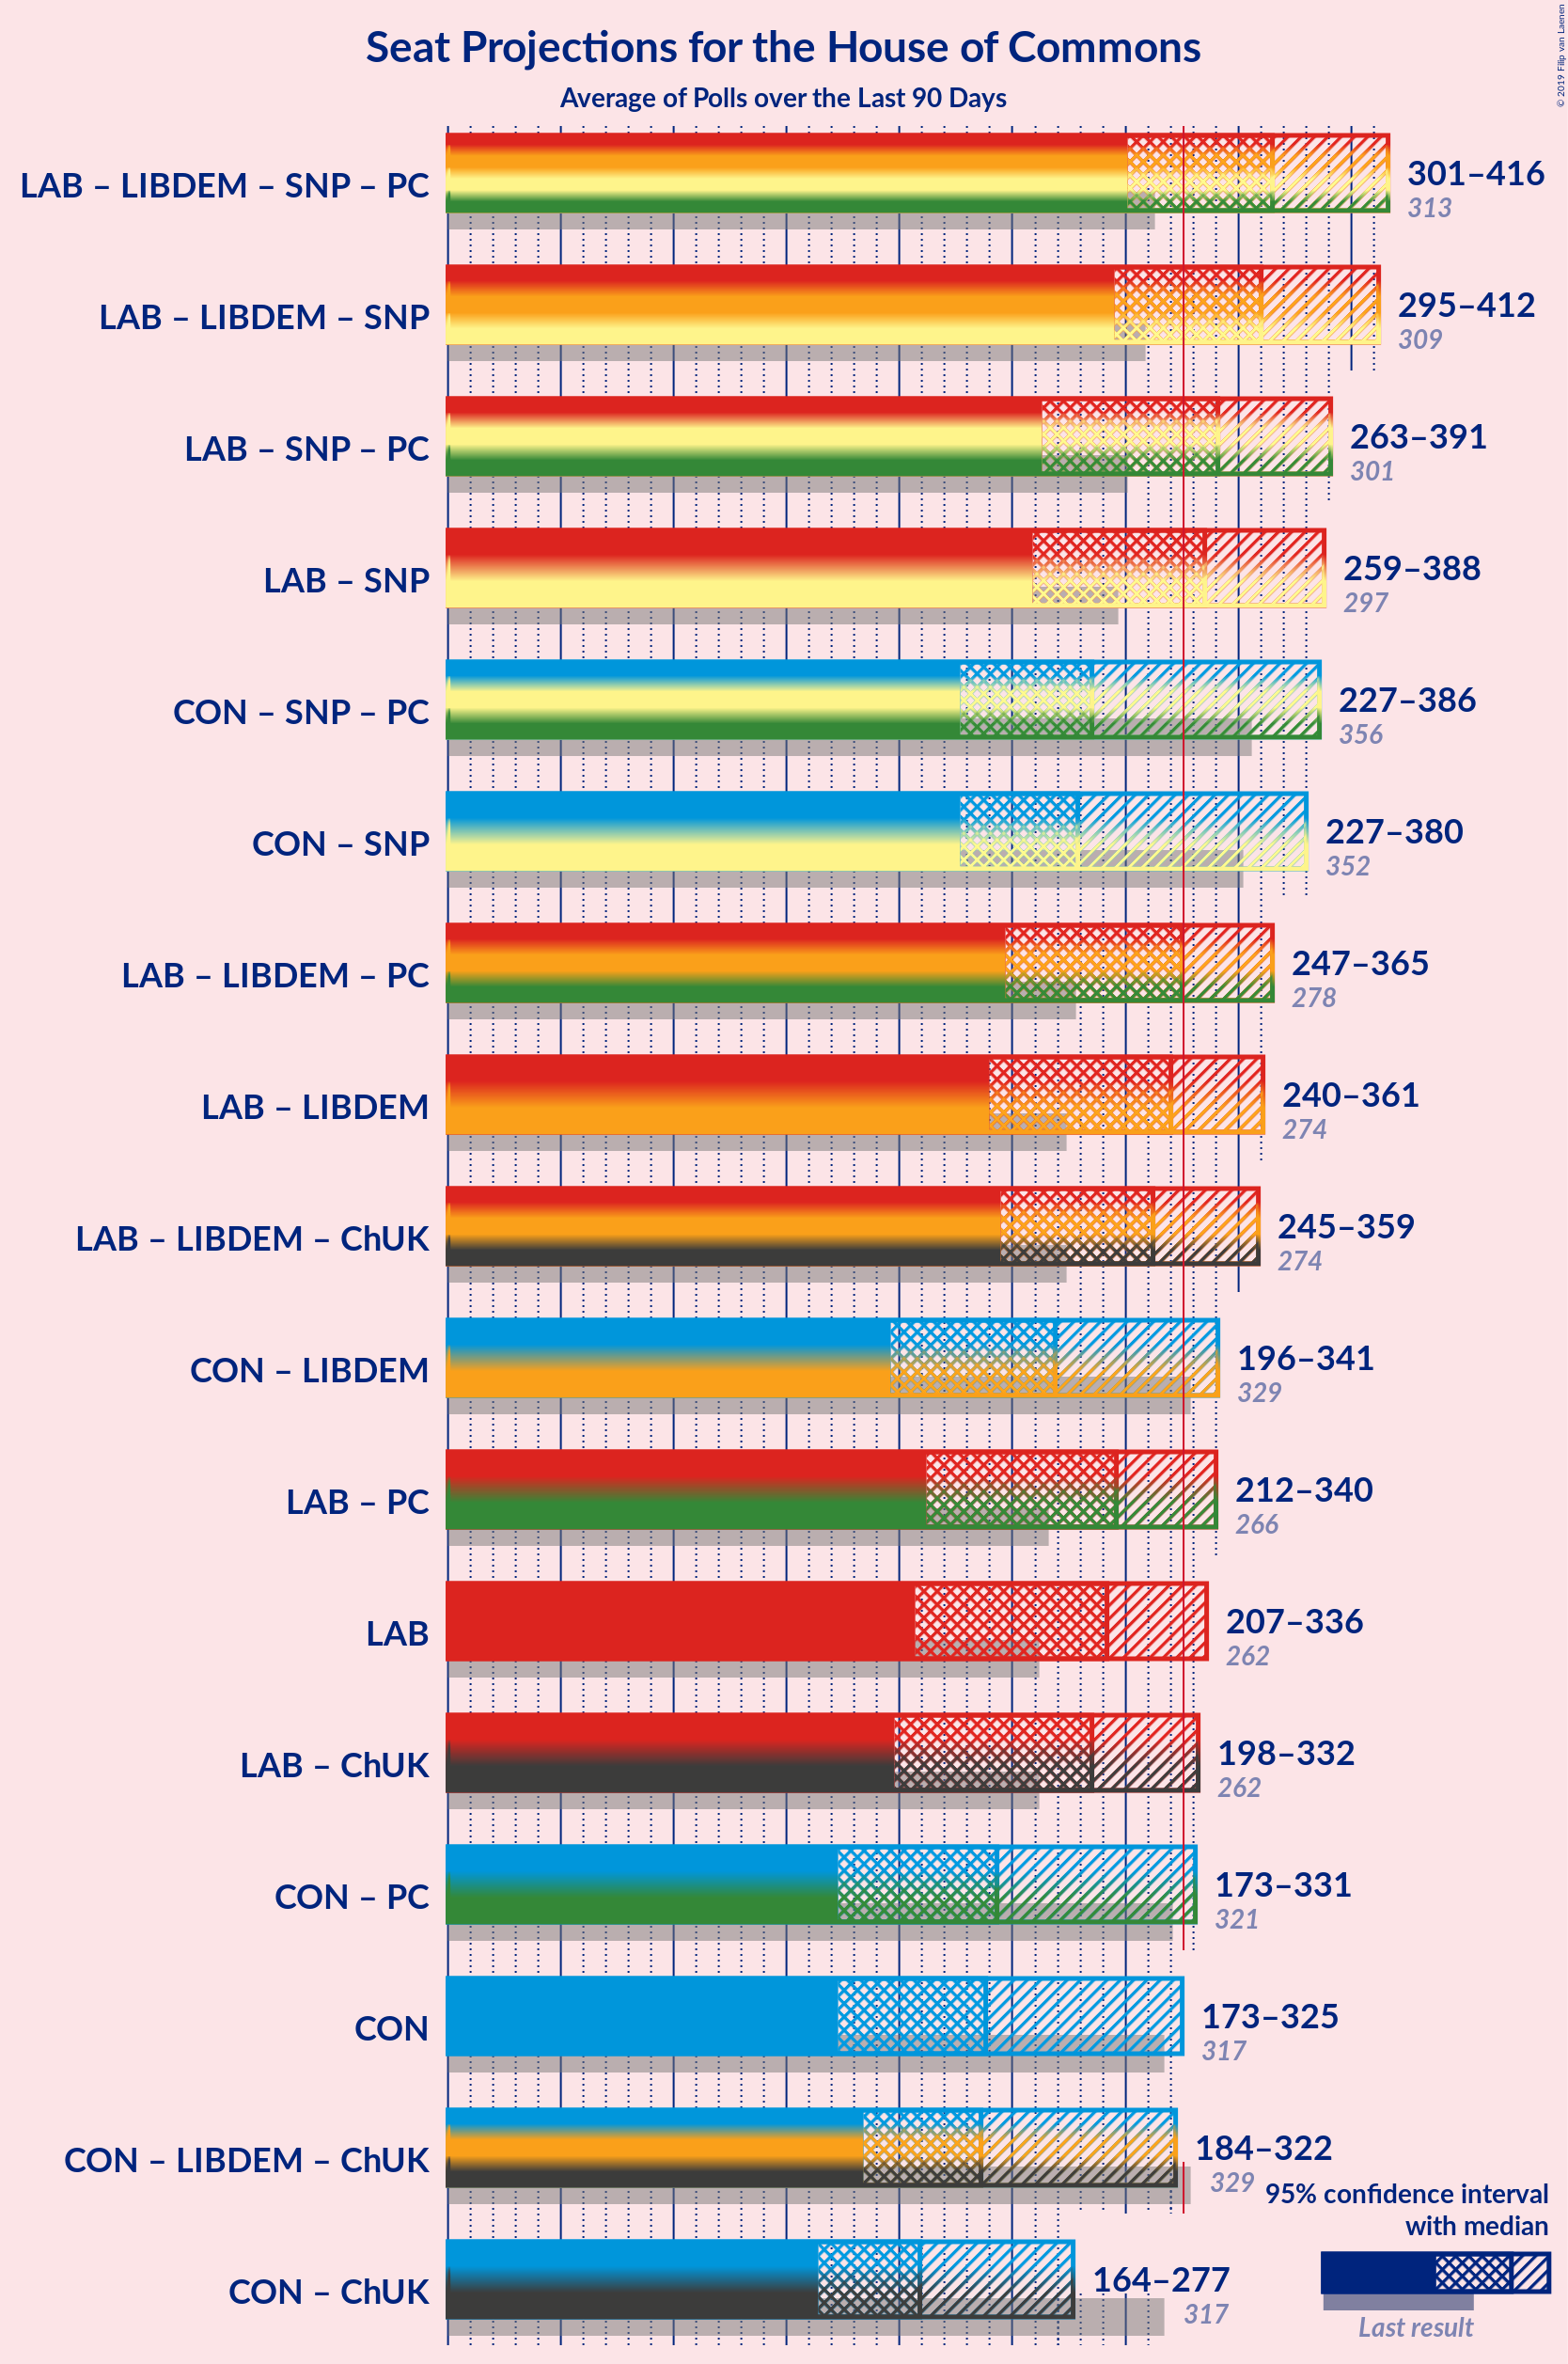 Seat Projections for the House of Commons
Average of Polls over the Last 90 Days
© 2019 Filip van Laenen
LAB – LIBDEM – SNP – PC
301–416
313
LAB – LIBDEM – SNP
295–412
309
LAB – SNP – PC
263–391
301
LAB – SNP
259–388
297
CON – SNP – PC
227–386
356
CON – SNP
227–380
352
LAB – LIBDEM – PC
247–365
278
LAB – LIBDEM
240–361
274
LAB – LIBDEM – ChUK
245–359
274
CON – LIBDEM
196–341
329
LAB – PC
212–340
266
LAB
207–336
262
LAB – ChUK
198–332
262
CON – PC
173–331
321
CON
173–325
317
CON – LIBDEM – ChUK
184–322
329
CON – ChUK
164–277
317
95% confidence interval
with median
Last result